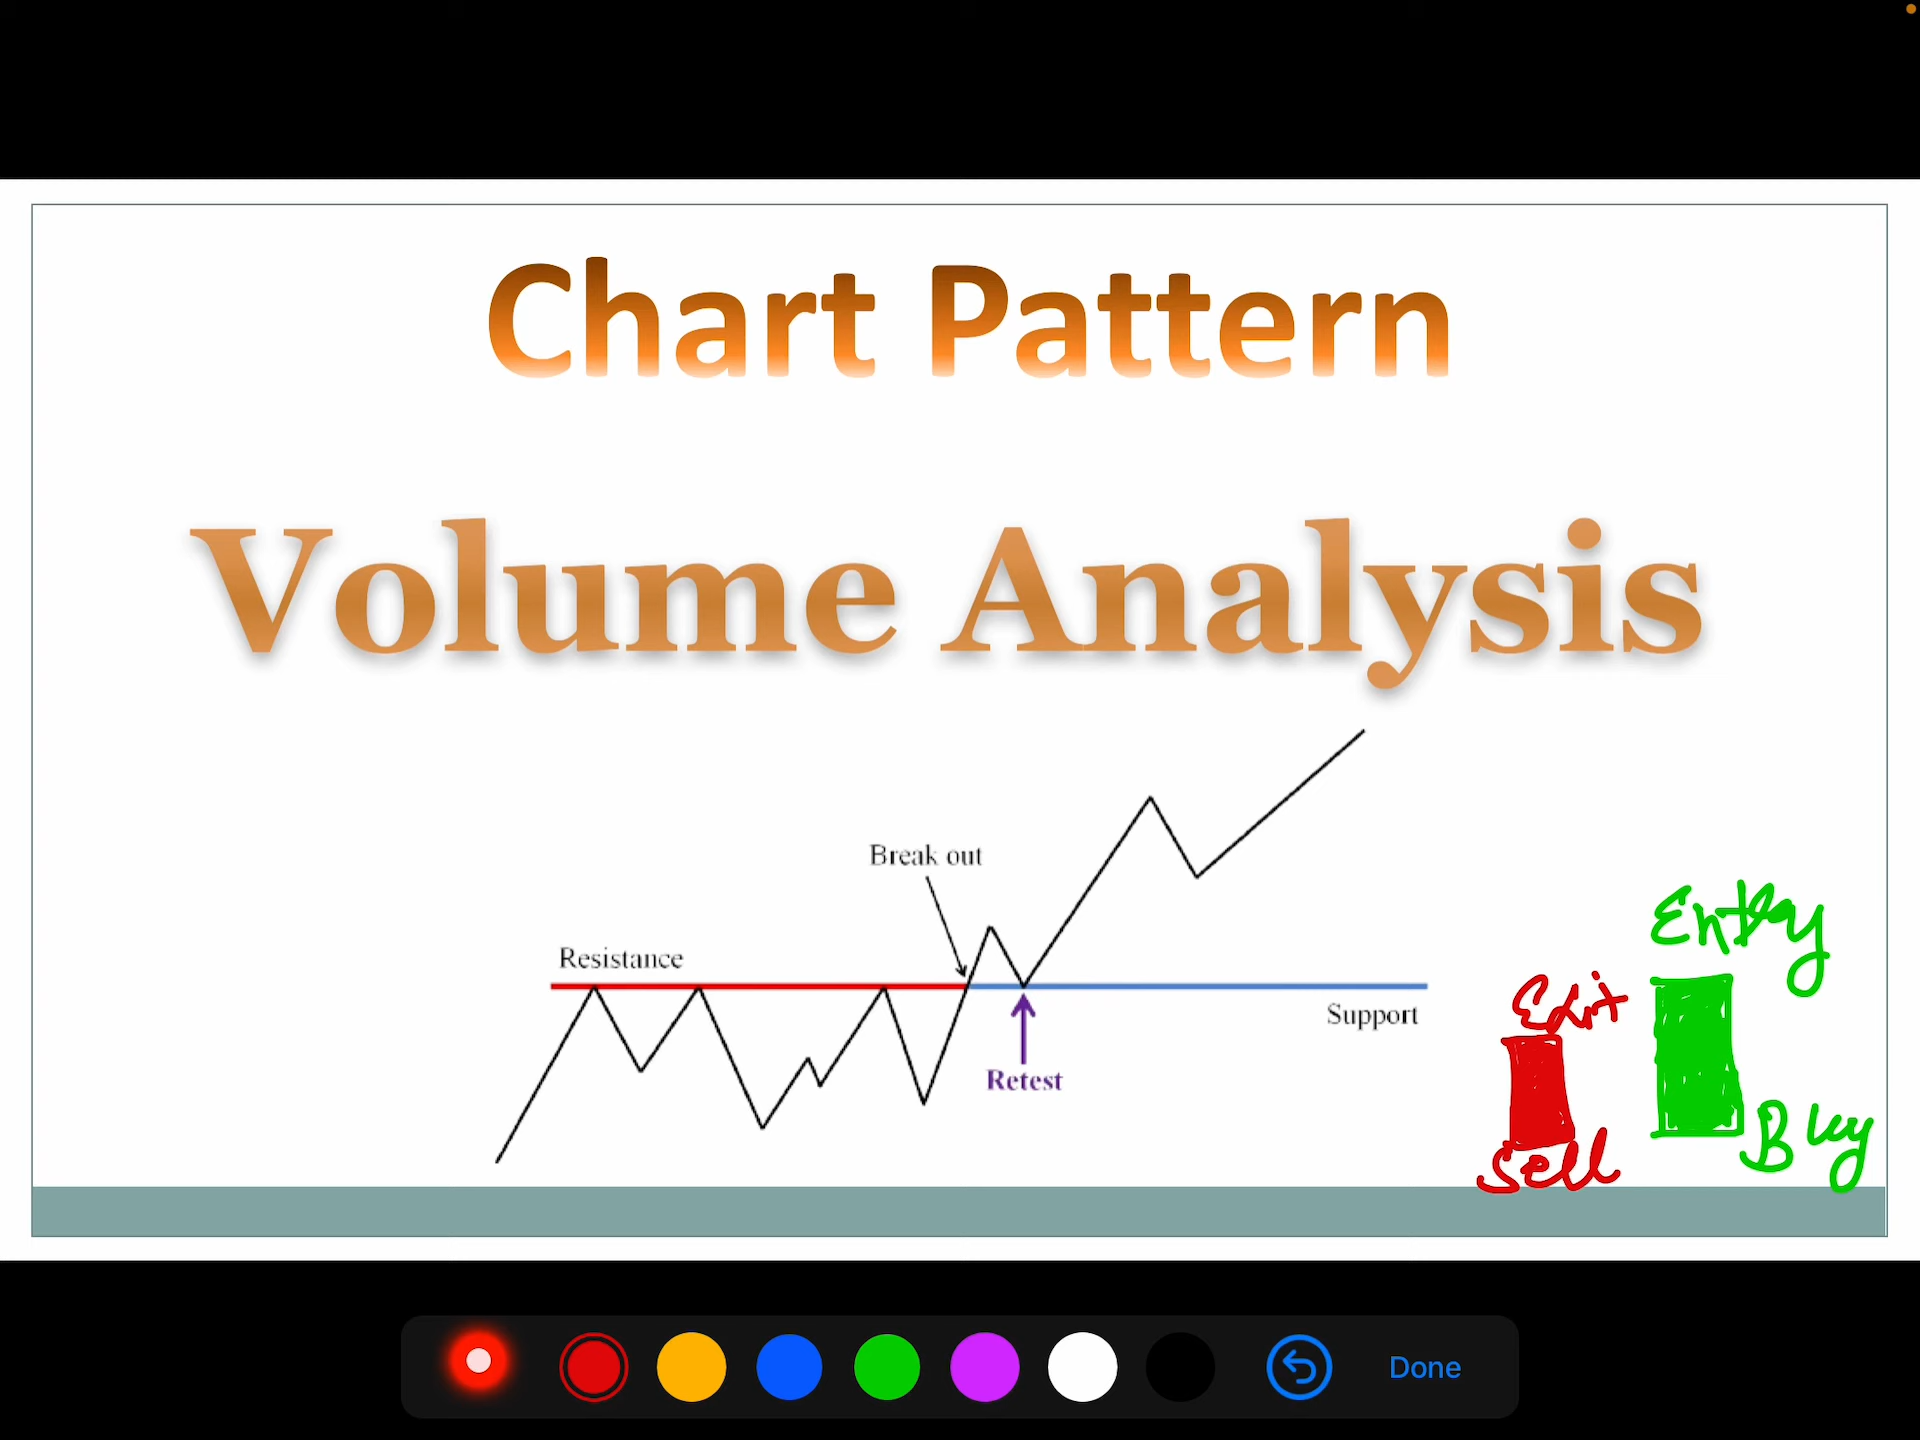 Chart Pattern
Volume Analysis
Break out
Resistance
Support
Retest
Entry
Exit
Sell
Buy
Done